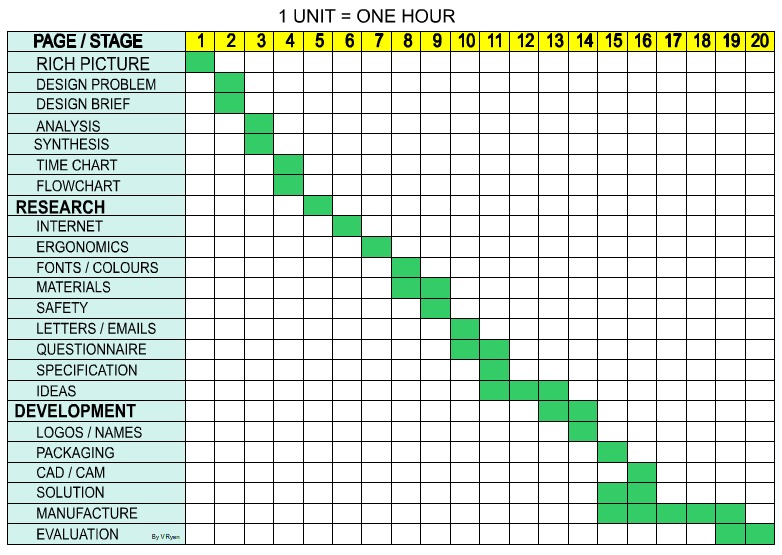 1 UNIT = ONE HOUR
PAGE / STAGE 1 2 3 4 5 6 7 8 9 10 11 12 13 14 15 16 17 18 19 20
RICH PICTURE
DESIGN PROBLEM
DESIGN BRIEF
ANALYSIS
SYNTHESIS
TIME CHART
FLOWCHART
RESEARCH
INTERNET
ERGONOMICS
FONTS / COLOURS
MATERIALS
SAFETY
LETTERS / EMAILS
QUESTIONNAIRE
SPECIFICATION
IDEAS
DEVELOPMENT
LOGOS / NAMES
PACKAGING
CAD / CAM
SOLUTION
MANUFACTURE
EVALUATION By V Ryan